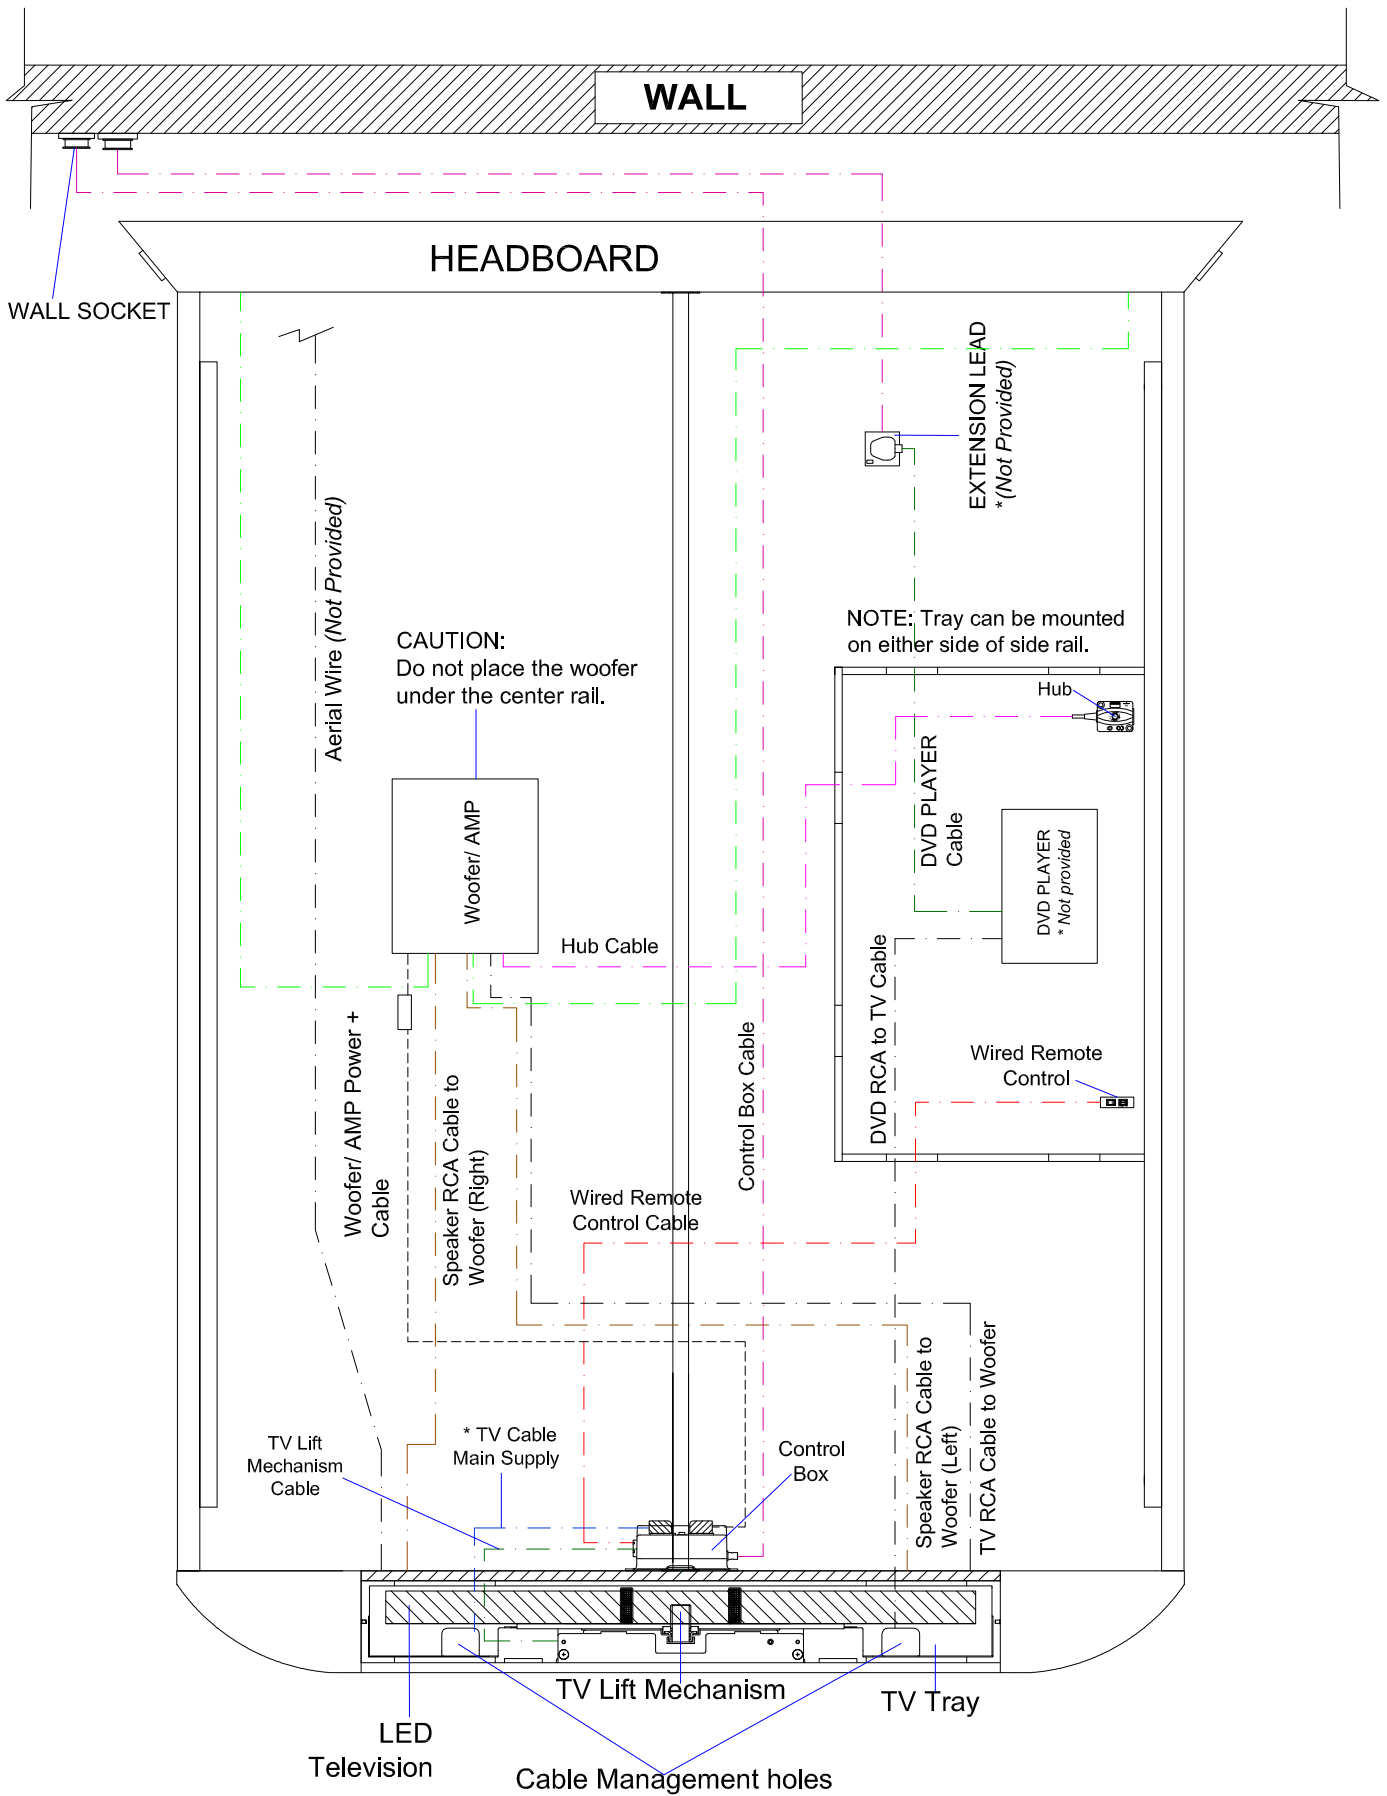 WALL
HEADBOARD
WALL SOCKET
EXTENSION LEAD
*(Not Provided)
Aerial Wire (Not Provided)
NOTE: Tray can be mounted
on either side of side rail.
CAUTION:
Do not place the woofer
under the center rail.
Hub
Woofer/ AMP
DVD PLAYER
Cable
DVD PLAYER
* Not provided
Hub Cable
DVD RCA to TV Cable
Woofer/ AMP Power +
Cable
Speaker RCA Cable to
Woofer (Right)
Control Box Cable
Wired Remote
Control
Wired Remote
Control Cable
Speaker RCA Cable to
Woofer (Left)
TV RCA Cable to Woofer
TV Lift
Mechanism
Cable
* TV Cable
Main Supply
Control
Box
TV Lift Mechanism
TV Tray
LED
Television
Cable Management holes